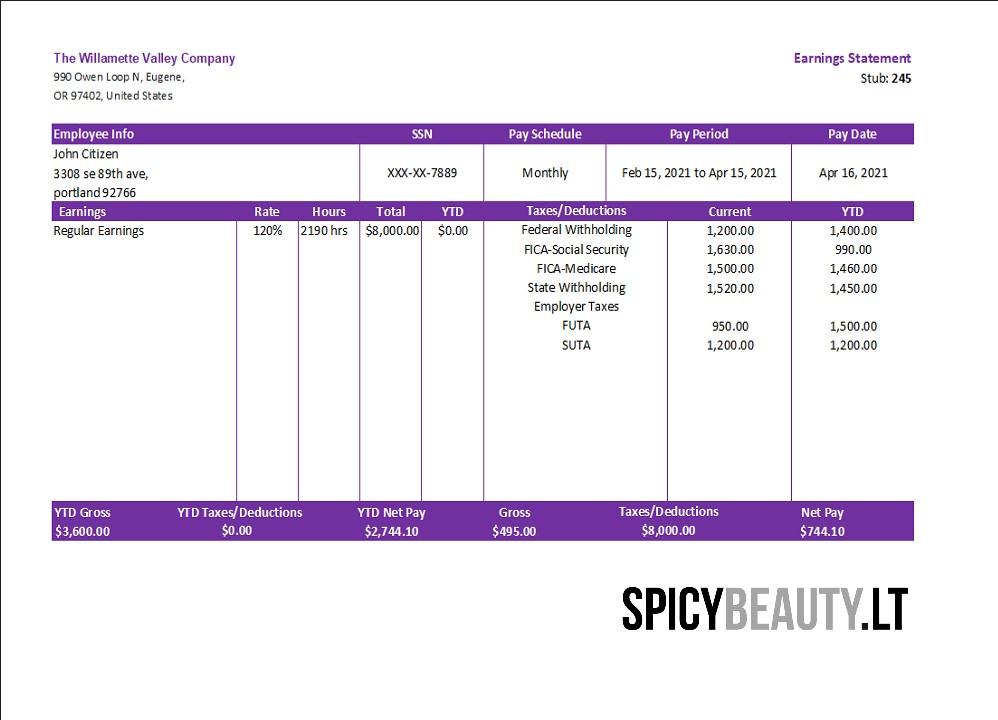 The Willamette Valley Company Earnings Statement
990 Owen Loop N, Eugene, Stub: 245
OR 97402, United States
Employee Info SSN Pay Schedule Pay Period Pay Date
John Citizen
3308 se 89th ave, XXX-XX-7889 Monthly Feb 15, 2021 to Apr 15, 2021 Apr 16, 2021
portland 92766
Earnings Rate Hours Total YTD Taxes/Deductions Current YTD
Regular Earnings 120% 2190 hrs $8,000.00 $0.00 Federal Withholding 1,200.00 1,400.00
FICA-Social Security 1,630.00 990.00
FICA-Medicare 1,500.00 1,460.00
State Withholding 1,520.00 1,450.00
Employer Taxes
FUTA 950.00 1,500.00
SUTA 1,200.00 1,200.00
YTD Gross YTD Taxes/Deductions YTD Net Pay Gross Taxes/Deductions Net Pay
$3,600.00 $0.00 $2,744.10 $495.00 $8,000.00 $744.10
SPICYBEAUTY.LT